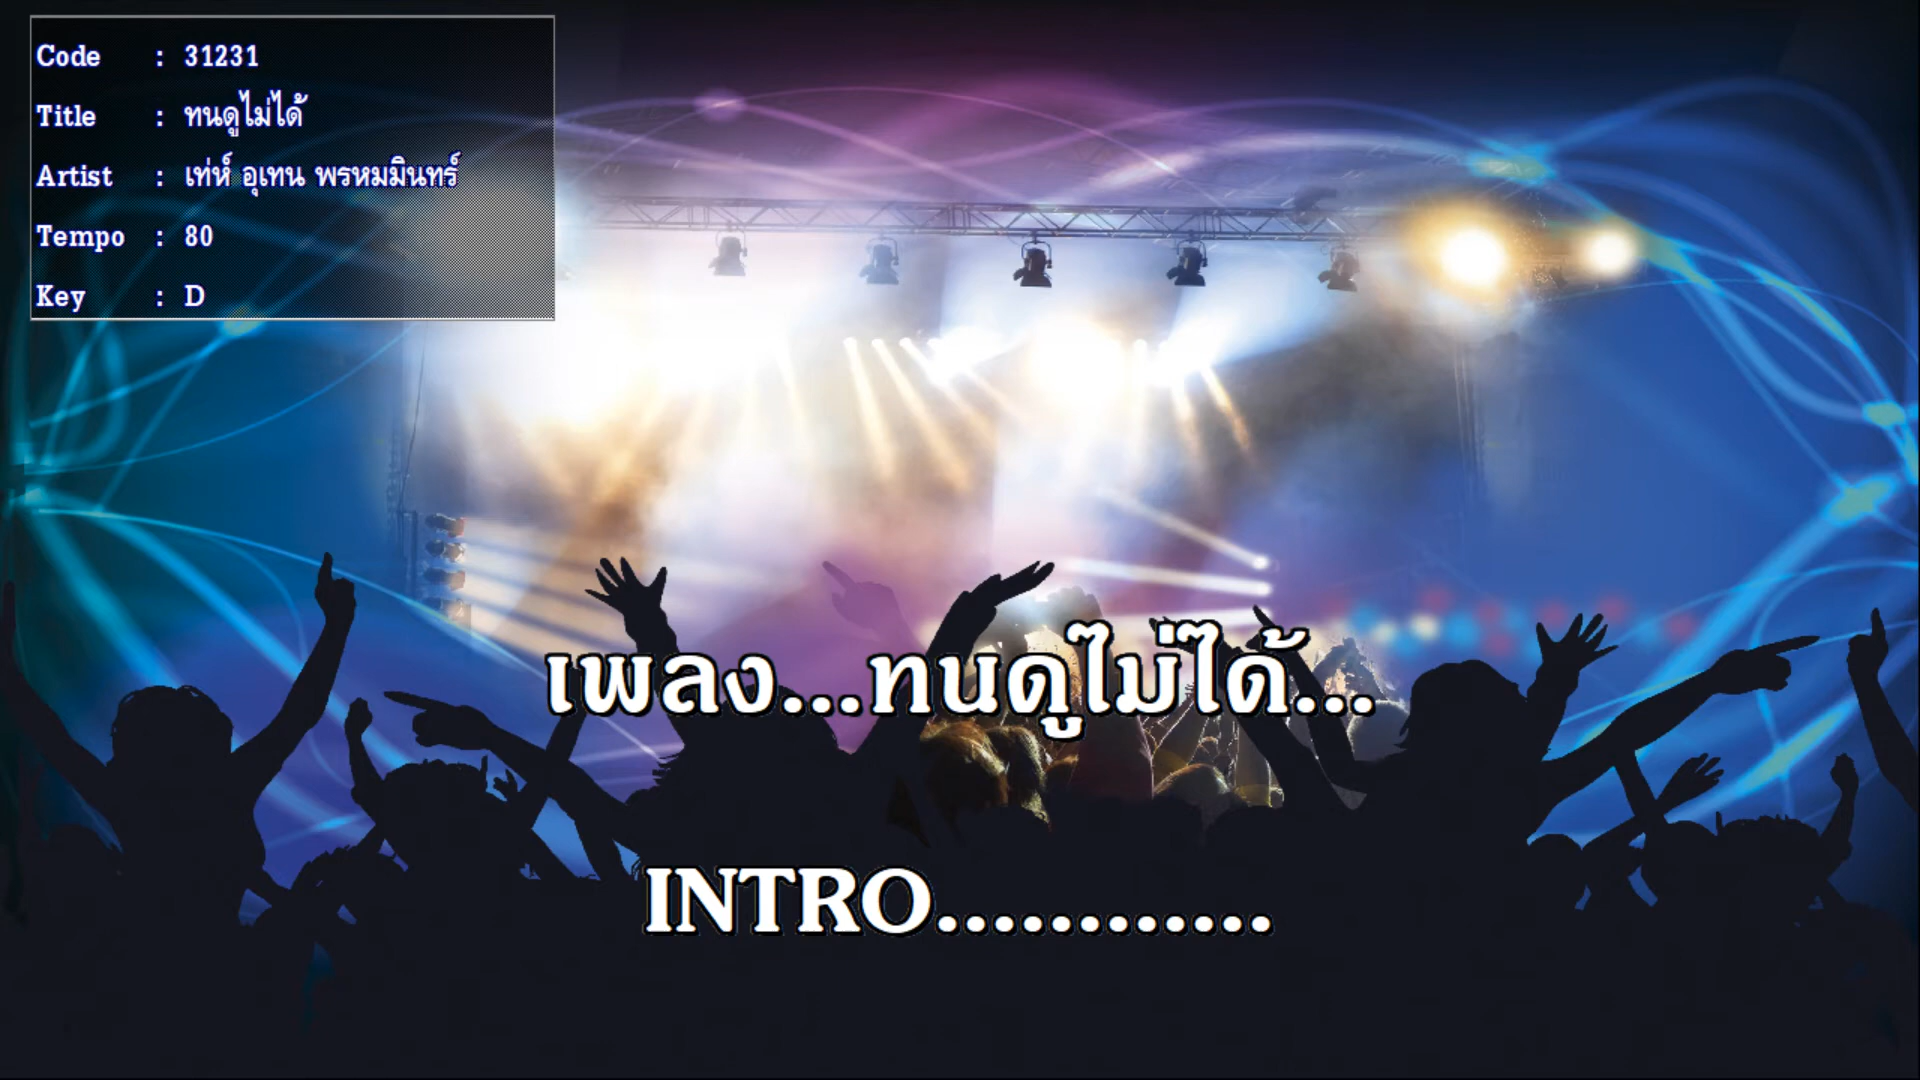 Code : 31231
Title : ทนดูไม่ได้
Artist : เท่ห์ อุเทน พรหมมินทร์
Tempo : 80
Key : D
เพลง...ทนดูไม่ได้...
INTRO............